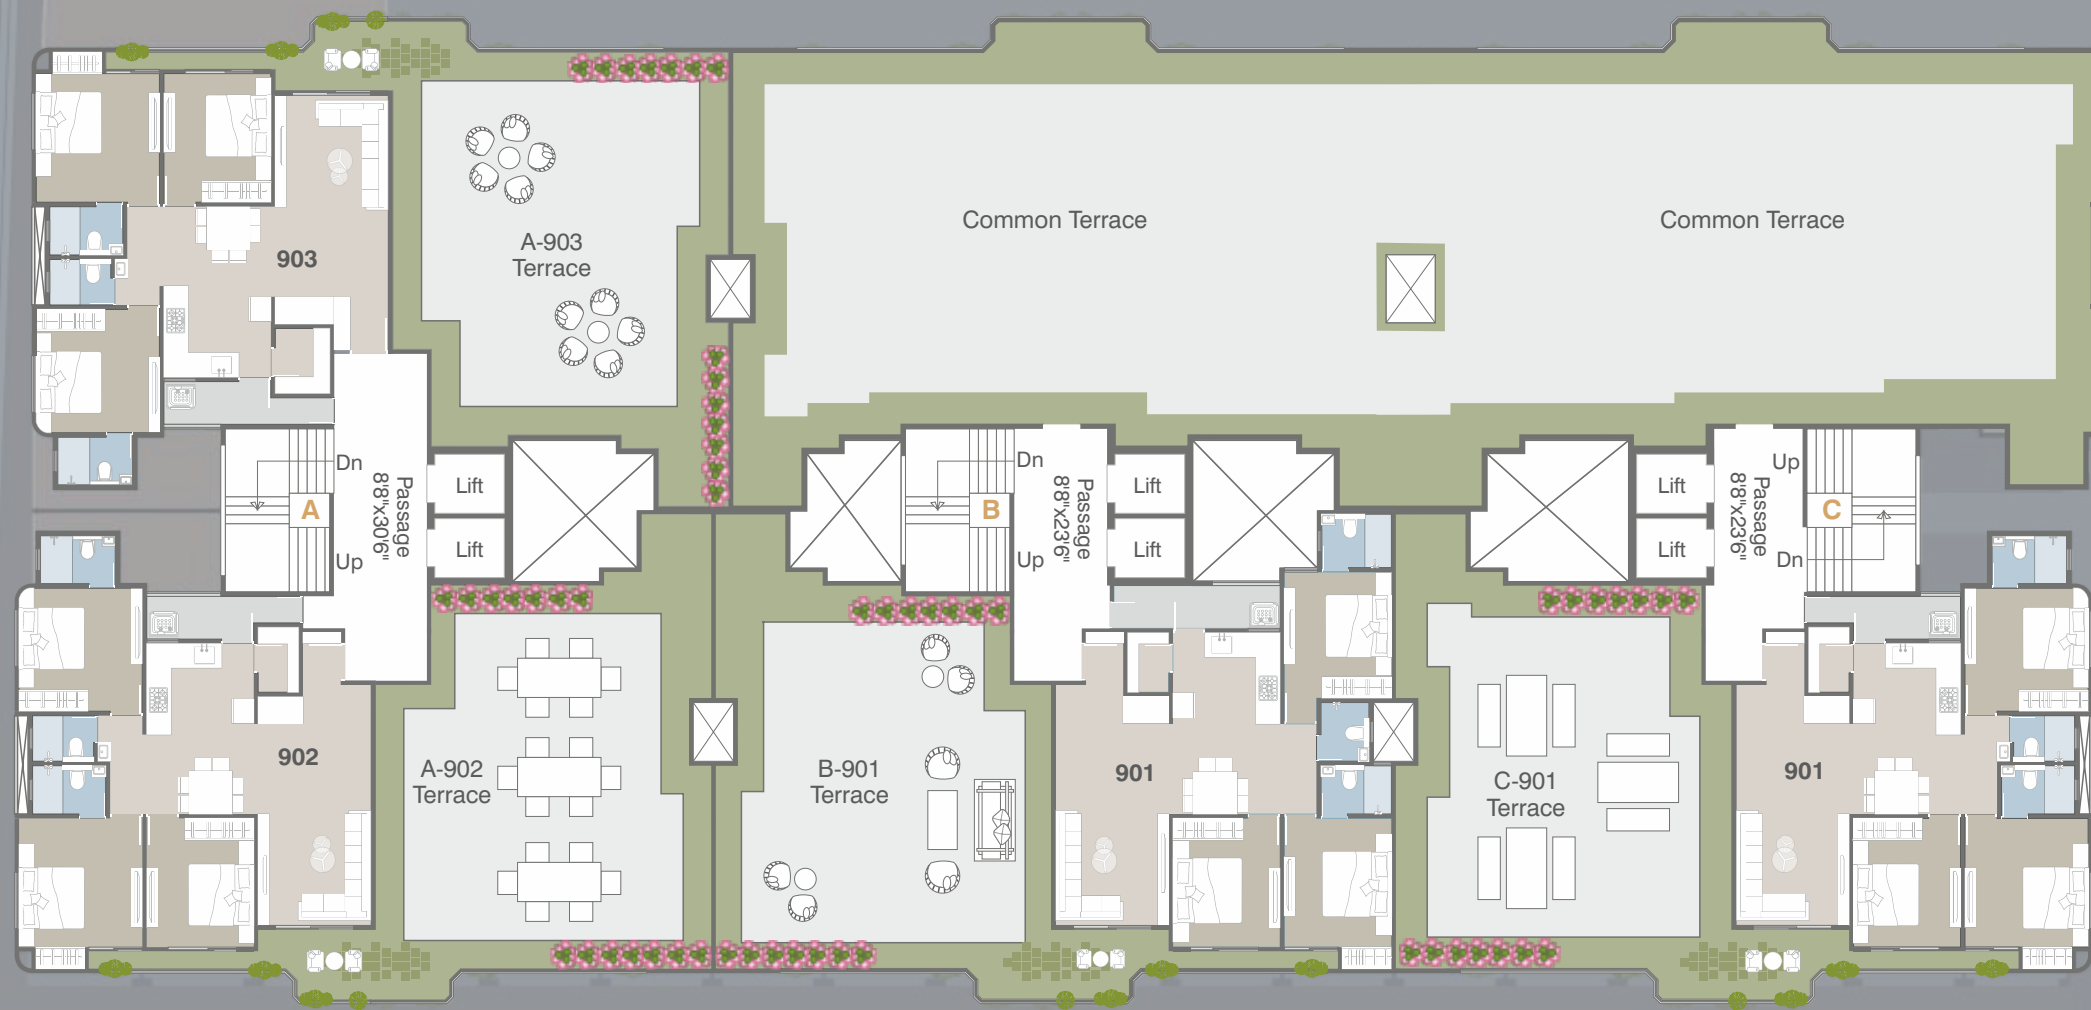 Common Terrace
Common Terrace
A-903
Terrace
903
Dn
A
Up
Passage
8'8"x30'6"
Lift
Lift
Dn
B
Up
Passage
8'8"x23'6"
Lift
Lift
Lift
Lift
Passage
8'8"x23'6"
Up
C
Dn
902
A-902
Terrace
B-901
Terrace
901
C-901
Terrace
901